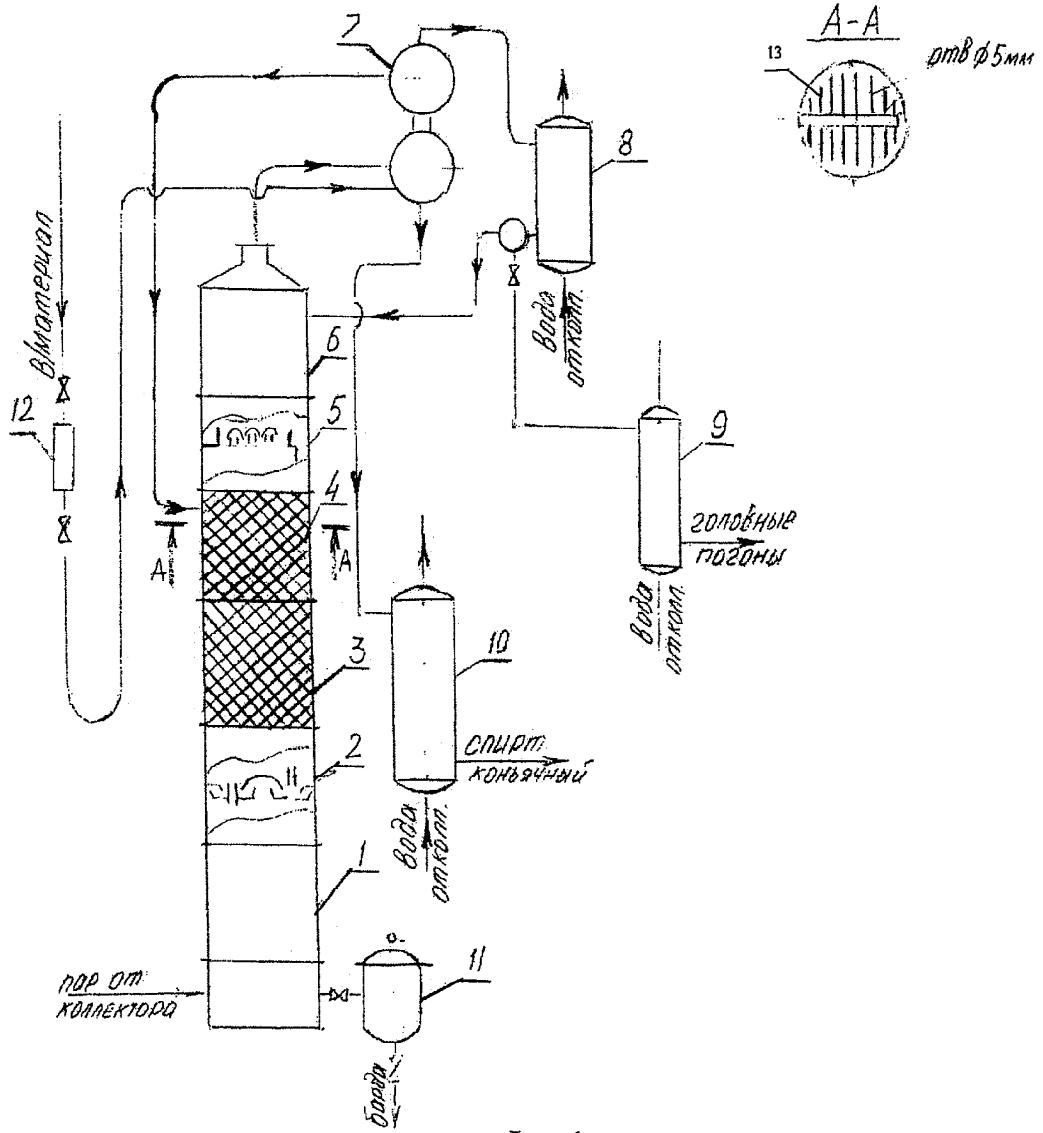 7
А-А
13
отв ф 5мм
8
в/материал
6
вода
от колл.
12
5
9
4
А
А
головные
погоны
вода
от колл.
10
3
спирт
коньячный
2
вода
от колл.
1
11
пар от
коллектора
барда